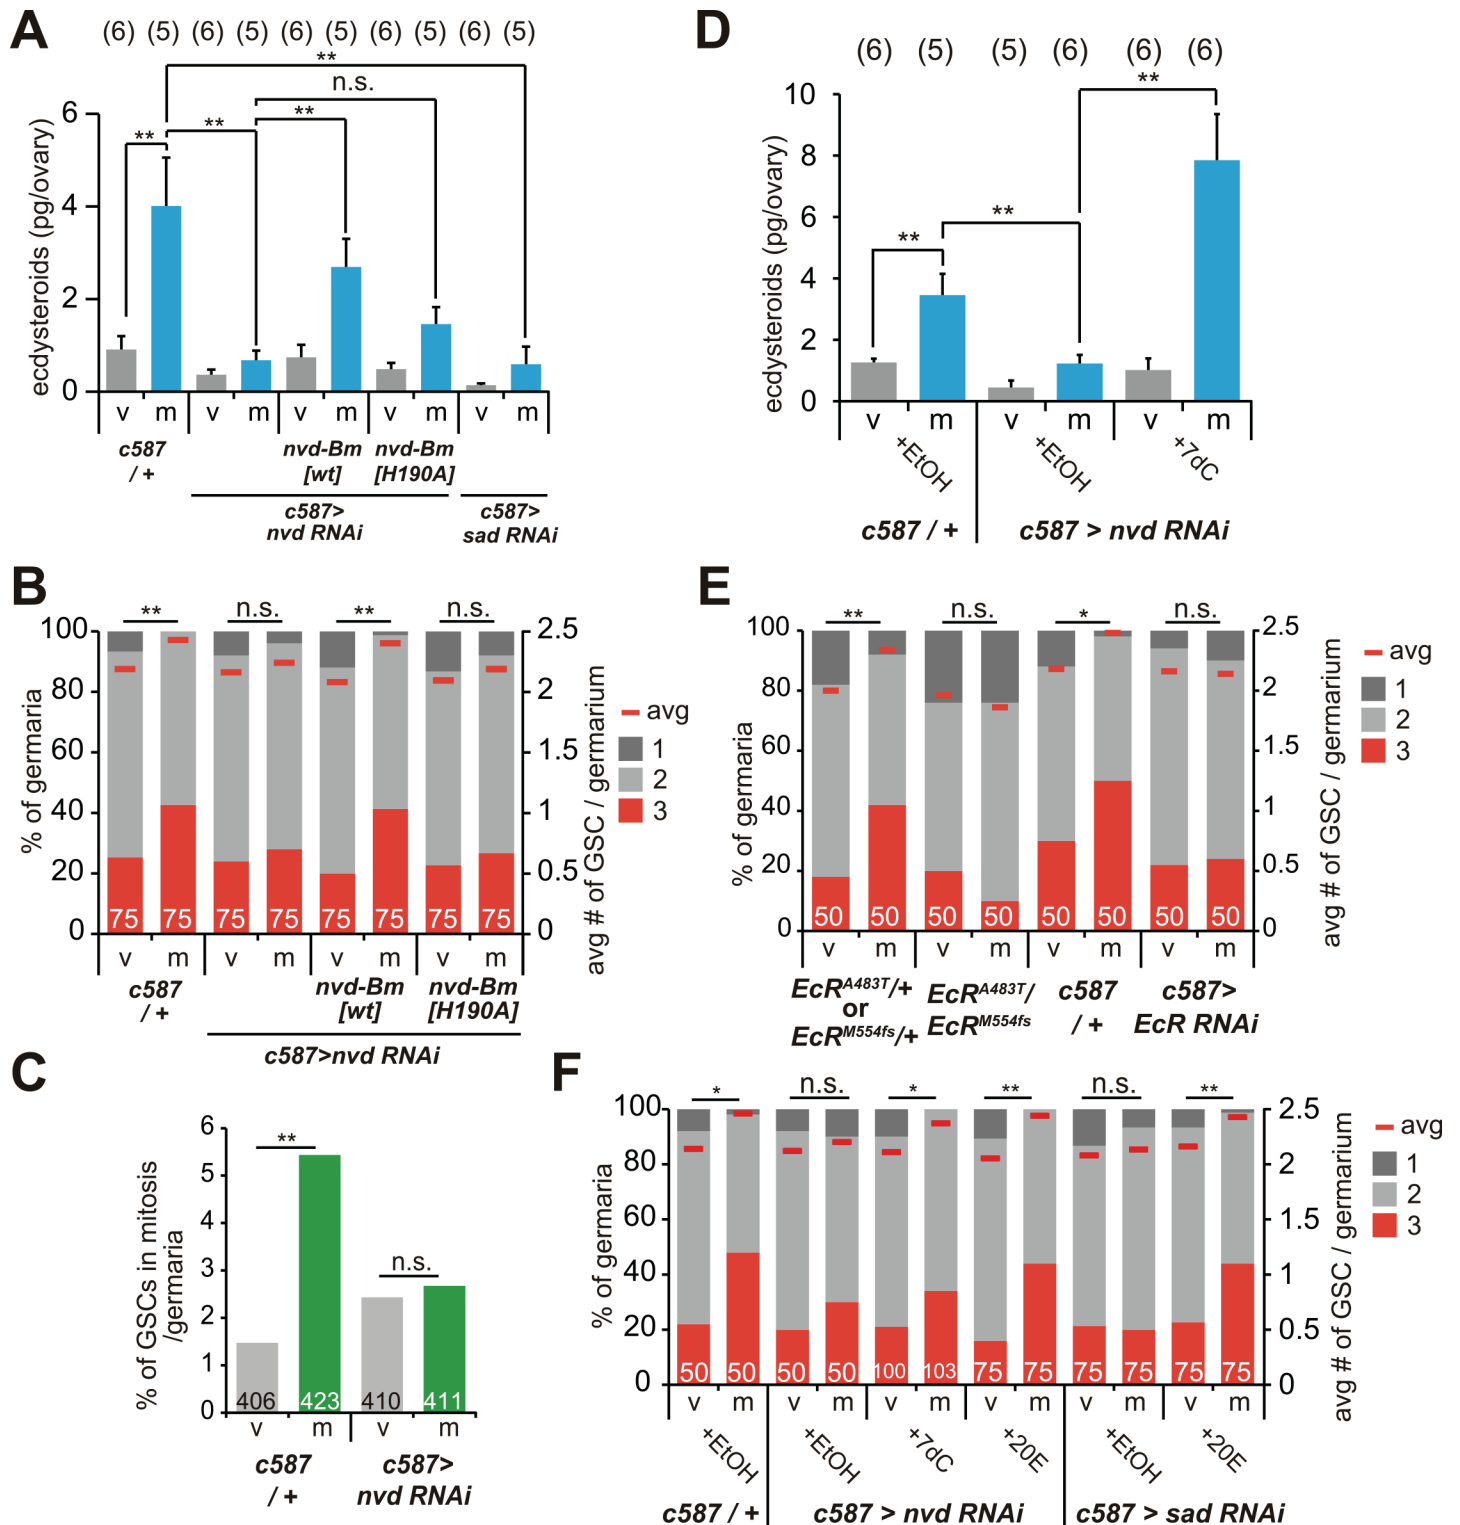 A
(6) (5) (6) (5) (6) (5) (6) (5) (6) (5)
**
n.s.
** ** **
ecdysteroids (pg/ovary)
6
4
2
0
v m v m v m v m v m
c587 / +
nvd-Bm [wt]
nvd-Bm [H190A]
c587> nvd RNAi
c587> sad RNAi
D
(6) (5) (5) (6) (6) (6)
**
**
**
ecdysteroids (pg/ovary)
10
8
6
4
2
0
v m v m v m
+EtOH +EtOH +7dC
c587 / + c587 > nvd RNAi
B
** n.s. ** n.s.
% of germaria
100
80
60
40
20
0
75 75 75 75 75 75 75 75
2.5
2
1.5
1
0.5
0
avg # of GSC / germarium
avg
1
2
3
v m v m v m v m
c587 / +
nvd-Bm [wt]
nvd-Bm [H190A]
c587>nvd RNAi
E
** n.s. * n.s.
% of germaria
100
80
60
40
20
0
50 50 50 50 50 50 50 50
2.5
2
1.5
1
0.5
0
avg # of GSC / germarium
avg
1
2
3
v m v m v m v m
EcRA483T/+ or EcRM554fs/+
EcRA483T/ EcRM554fs
c587 / +
c587> EcR RNAi
C
** n.s.
% of GSCs in mitosis
/germaria
6
5
4
3
2
1
0
406 423 410 411
v m v m
c587 / +
c587> nvd RNAi
F
* n.s. * ** n.s. **
% of germaria
100
80
60
40
20
0
50 50 50 50 100 103 75 75 75 75 75 75
2.5
2
1.5
1
0.5
0
avg # of GSC / germarium
avg
1
2
3
v m v m v m v m v m v m
+EtOH +EtOH +7dC +20E +EtOH +20E
c587 / + c587 > nvd RNAi c587 > sad RNAi